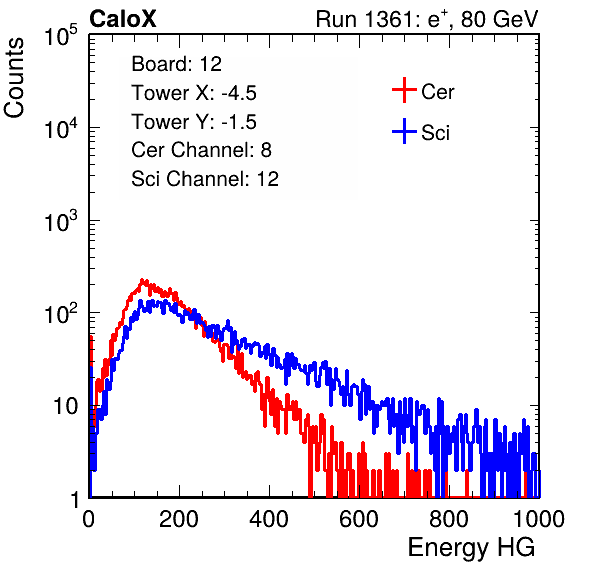 CaloX Run 1361: e⁺, 80 GeV
Counts
10⁵
10⁴
10³
10²
10
1
Board: 12
Tower X: -4.5
Tower Y: -1.5
Cer Channel: 8
Sci Channel: 12
Cer
Sci
0 200 400 600 800 1000
Energy HG